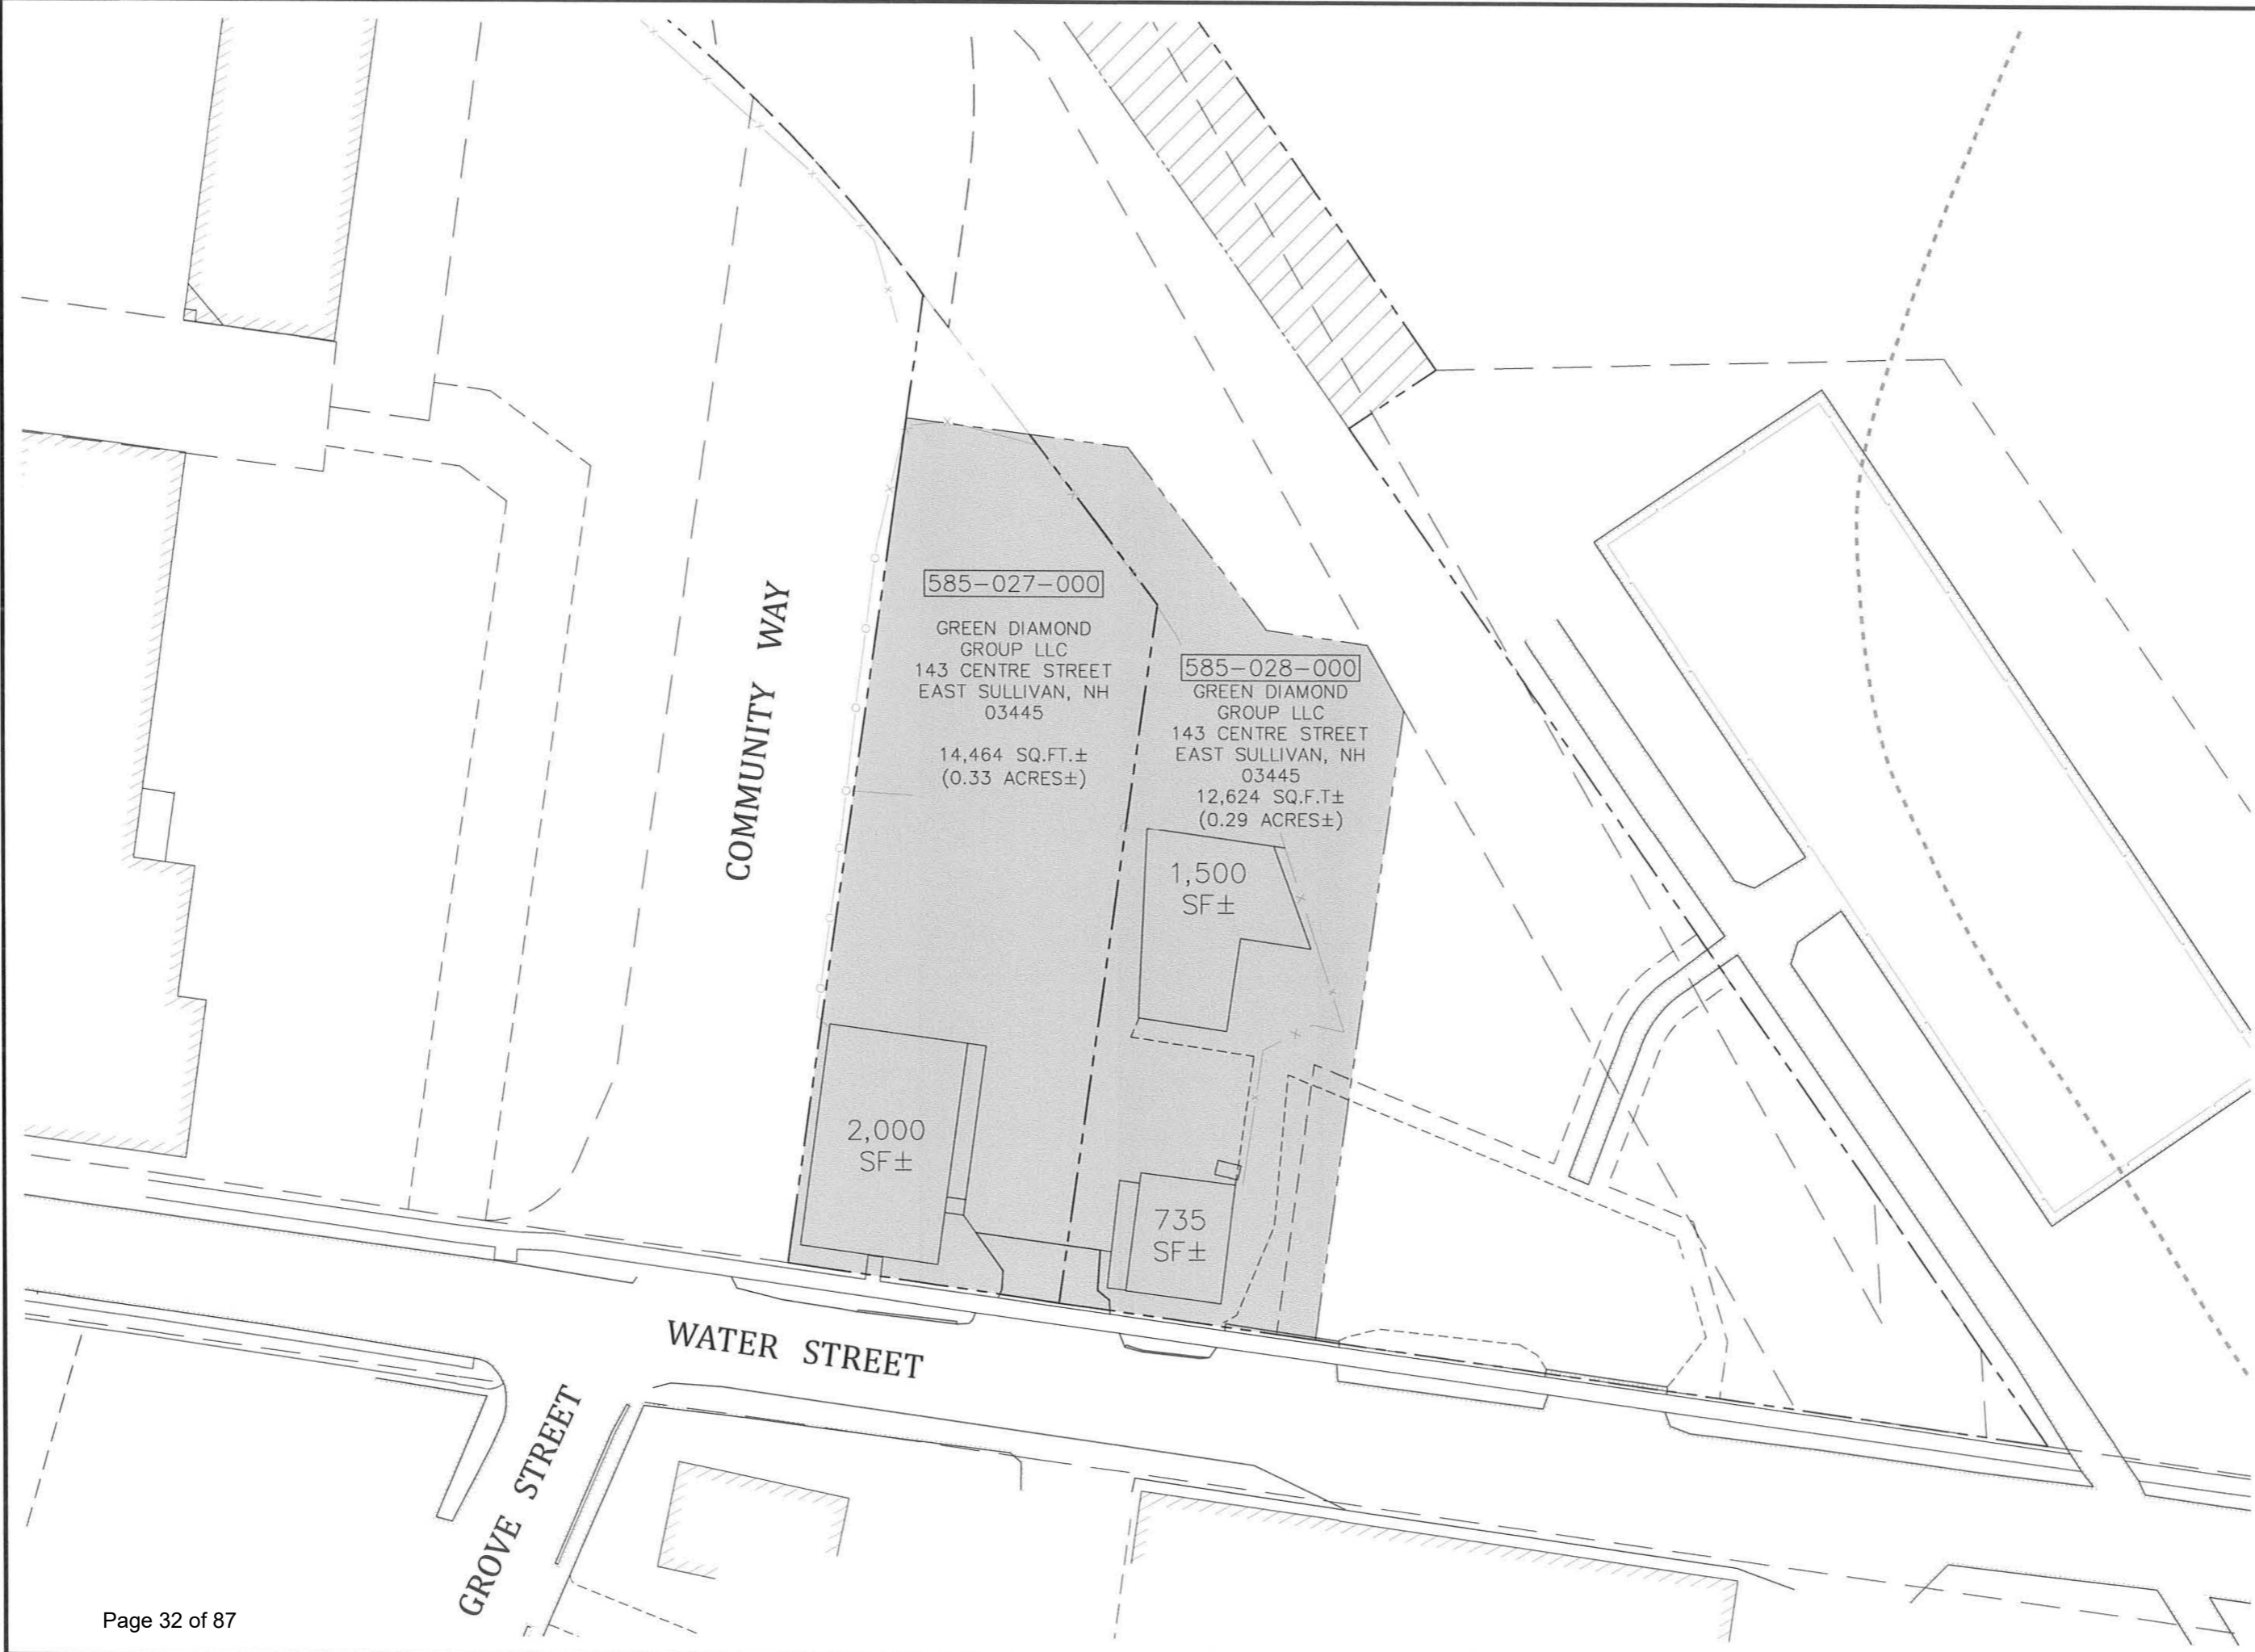 585-027-000
GREEN DIAMOND
GROUP LLC
143 CENTRE STREET
EAST SULLIVAN, NH
03445
14,464 SQ.FT.±
(0.33 ACRES±)
585-028-000
GREEN DIAMOND
GROUP LLC
143 CENTRE STREET
EAST SULLIVAN, NH
03445
12,624 SQ.F.T±
(0.29 ACRES±)
COMMUNITY WAY
1,500
SF±
2,000
SF±
735
SF±
WATER STREET
GROVE STREET
Page 32 of 87